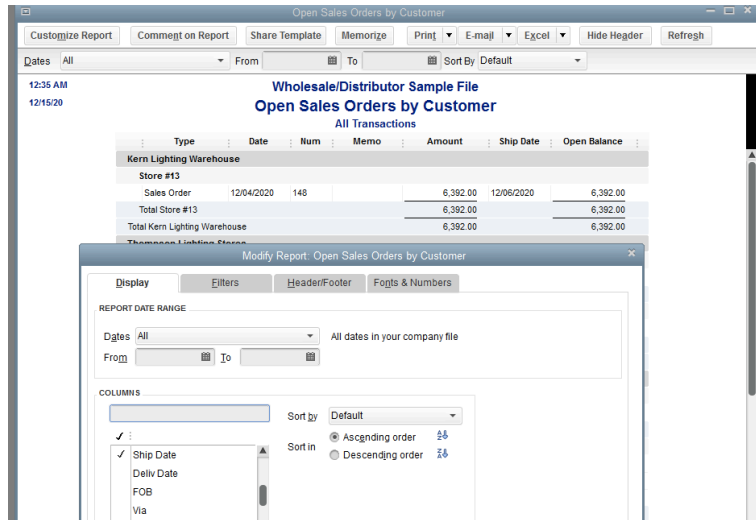 Open Sales Orders by Customer
Customize Report Comment on Report Share Template Memorize Print E-mail Excel Hide Header Refresh
Dates All From To Sort By Default
12:35 AM Wholesale/Distributor Sample File
12/15/20 Open Sales Orders by Customer
All Transactions
Type Date Num Memo Amount Ship Date Open Balance
Kern Lighting Warehouse
Store #13
Sales Order 12/04/2020 148 6,392.00 12/06/2020 6,392.00
Total Store #13 6,392.00 6,392.00
Total Kern Lighting Warehouse 6,392.00 6,392.00
Thompson Lighting Stores
Modify Report: Open Sales Orders by Customer
Display Filters Header/Footer Fonts & Numbers
REPORT DATE RANGE
Dates All All dates in your company file
From To
COLUMNS
Sort by Default
Sort in Ascending order
Descending order
Ship Date
Deliv Date
FOB
Via